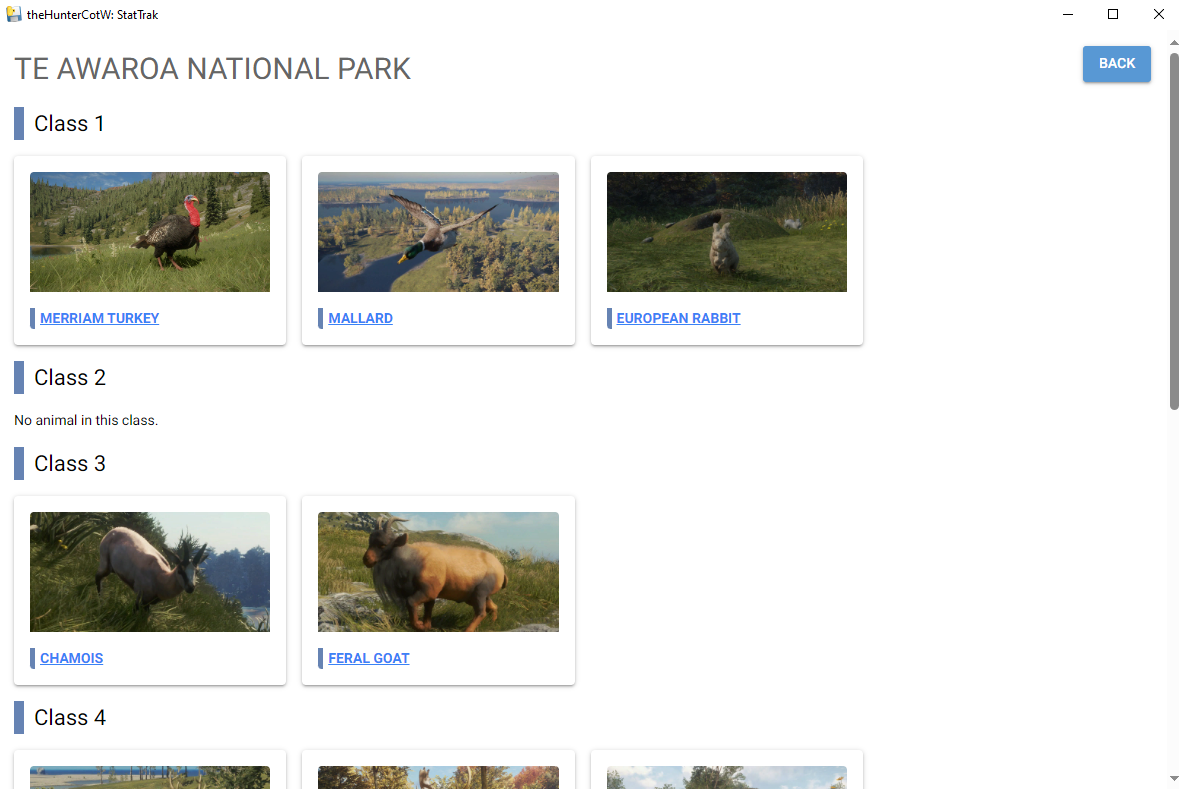 theHunterCotW: StatTrak
TE AWAROA NATIONAL PARK
BACK
Class 1
MERRIAM TURKEY
MALLARD
EUROPEAN RABBIT
Class 2
No animal in this class.
Class 3
CHAMOIS
FERAL GOAT
Class 4